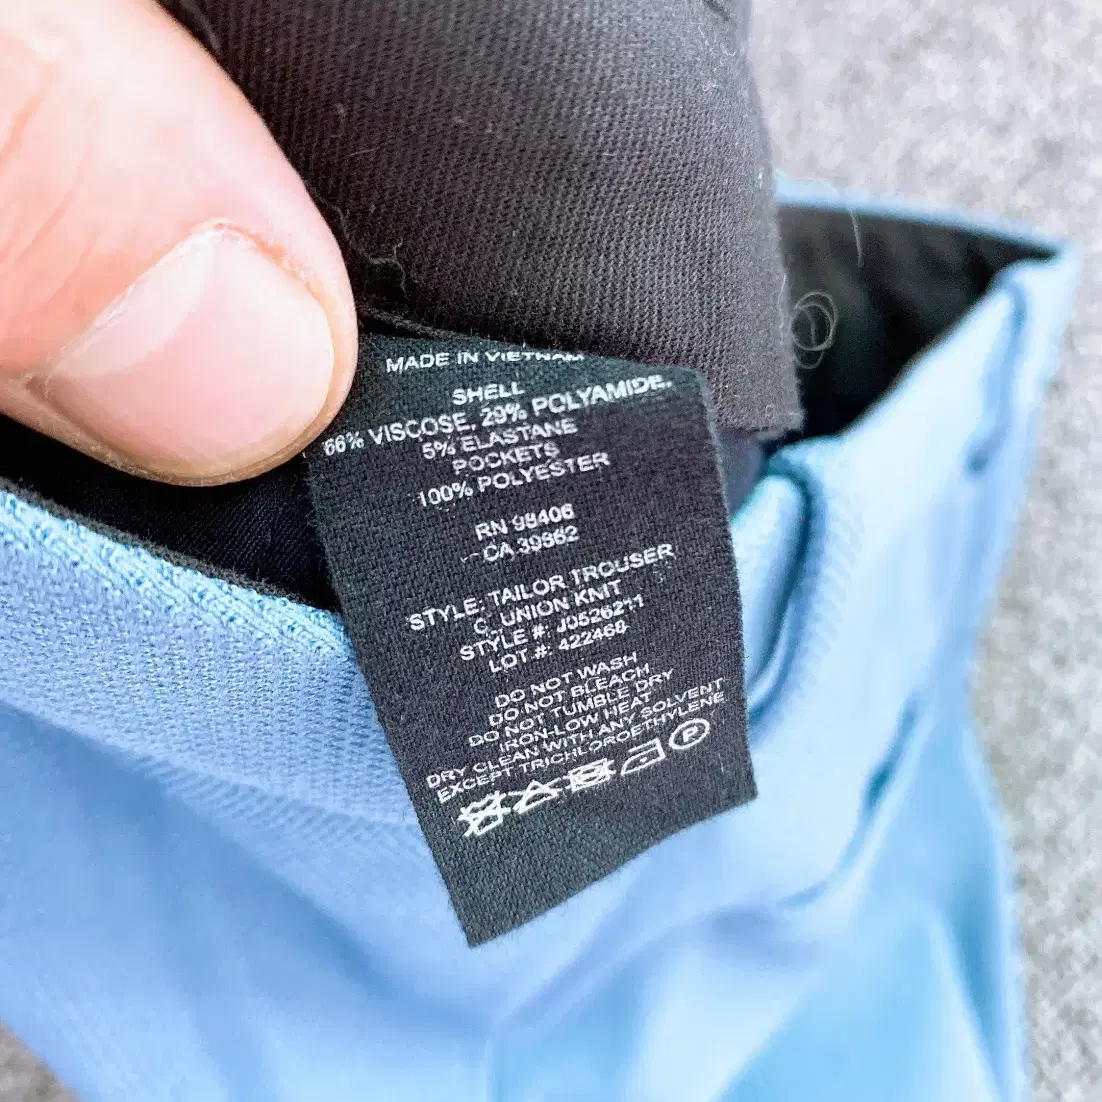 MADE IN VIETNAM
SHELL
66% VISCOSE, 29% POLYAMIDE,
5% ELASTANE
POCKETS
100% POLYESTER
RN 98406
CA 39862
STYLE: TAILOR TROUSER
C. UNION KNIT
STYLE #: J0526211
LOT #: 422460
DO NOT WASH
DO NOT BLEACH
DO NOT TUMBLE DRY
IRON-LOW HEAT
DRY CLEAN WITH ANY SOLVENT
EXCEPT TRICHLOROETHYLENE
P